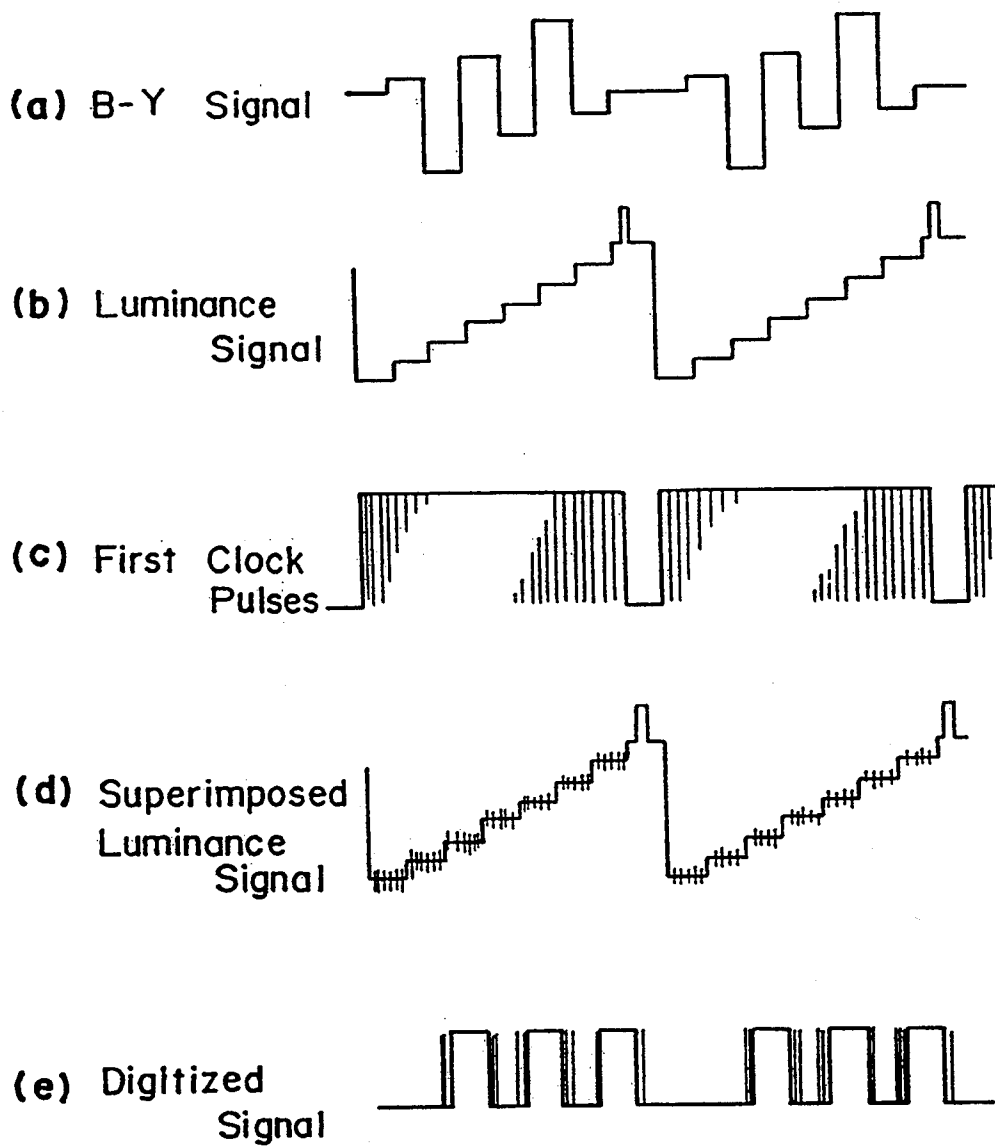 (a) B-Y Signal
(b) Luminance
Signal
(c) First Clock
Pulses
(d) Superimposed
Luminance
Signal
(e) Digitized
Signal